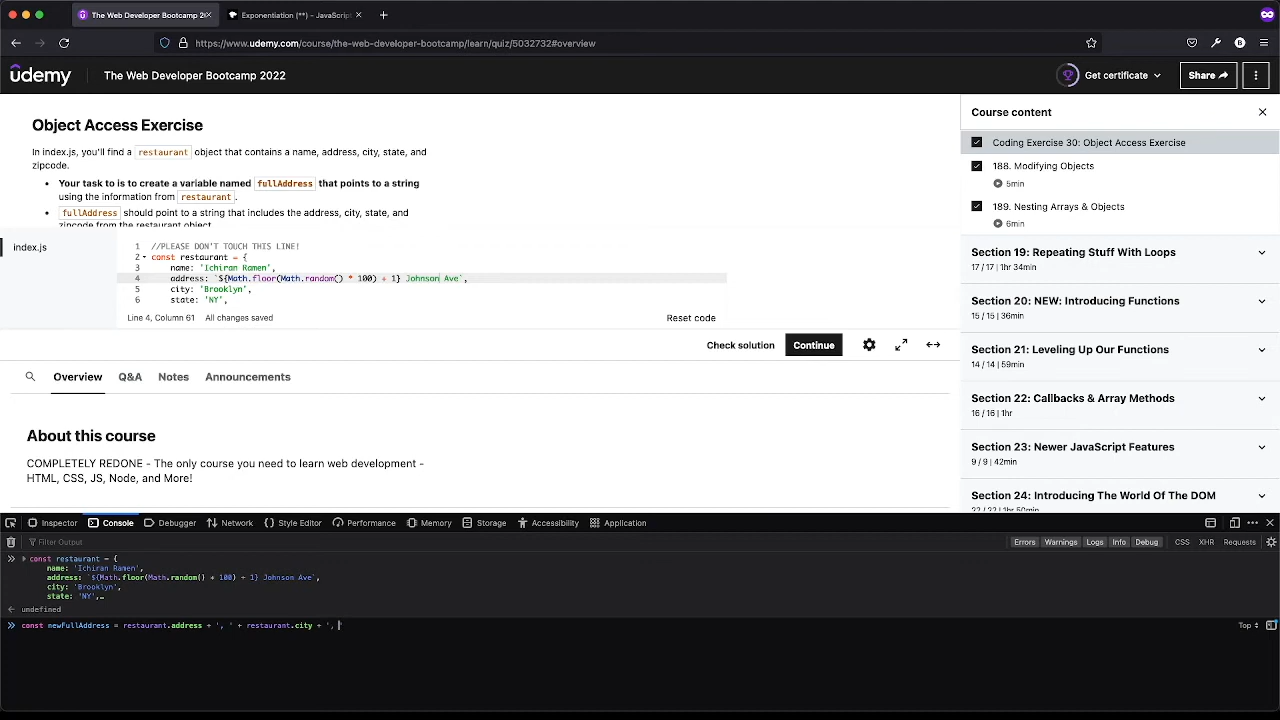 The Web Developer Bootcamp 20
Exponentiation (**) – JavaScript
https://www.udemy.com/course/the-web-developer-bootcamp/learn/quiz/5032732#overview
ûdemy
The Web Developer Bootcamp 2022
Get certificate
Share
Object Access Exercise
In index.js, you'll find a restaurant object that contains a name, address, city, state, and
zipcode.
• Your task to is to create a variable named fullAddress that points to a string
using the information from restaurant.
• fullAddress should point to a string that includes the address, city, state, and
zipcode from the restaurant object
index.js
1 //PLEASE DON'T TOUCH THIS LINE!
2 const restaurant = {
3 name: 'Ichiran Ramen',
4 address: `${Math.floor(Math.random() * 100) + 1} Johnson Ave`,
5 city: 'Brooklyn',
6 state: 'NY',
Line 4, Column 61 All changes saved
Reset code
Check solution
Continue
Overview
Q&A
Notes
Announcements
About this course
COMPLETELY REDONE - The only course you need to learn web development -
HTML, CSS, JS, Node, and More!
Course content
Coding Exercise 30: Object Access Exercise
188. Modifying Objects
5min
189. Nesting Arrays & Objects
6min
Section 19: Repeating Stuff With Loops
17 / 17 | 1hr 34min
Section 20: NEW: Introducing Functions
15 / 15 | 36min
Section 21: Leveling Up Our Functions
14 / 14 | 59min
Section 22: Callbacks & Array Methods
16 / 16 | 1hr
Section 23: Newer JavaScript Features
9 / 9 | 42min
Section 24: Introducing The World Of The DOM
22 / 22 | 1hr 50min
Inspector
Console
Debugger
Network
Style Editor
Performance
Memory
Storage
Accessibility
Application
Filter Output
Errors
Warnings
Logs
Info
Debug
CSS
XHR
Requests
const restaurant = {
name: 'Ichiran Ramen',
address: `${Math.floor(Math.random() * 100) + 1} Johnson Ave`,
city: 'Brooklyn',
state: 'NY',…
undefined
const newFullAddress = restaurant.address + ', ' + restaurant.city + ', '
Top